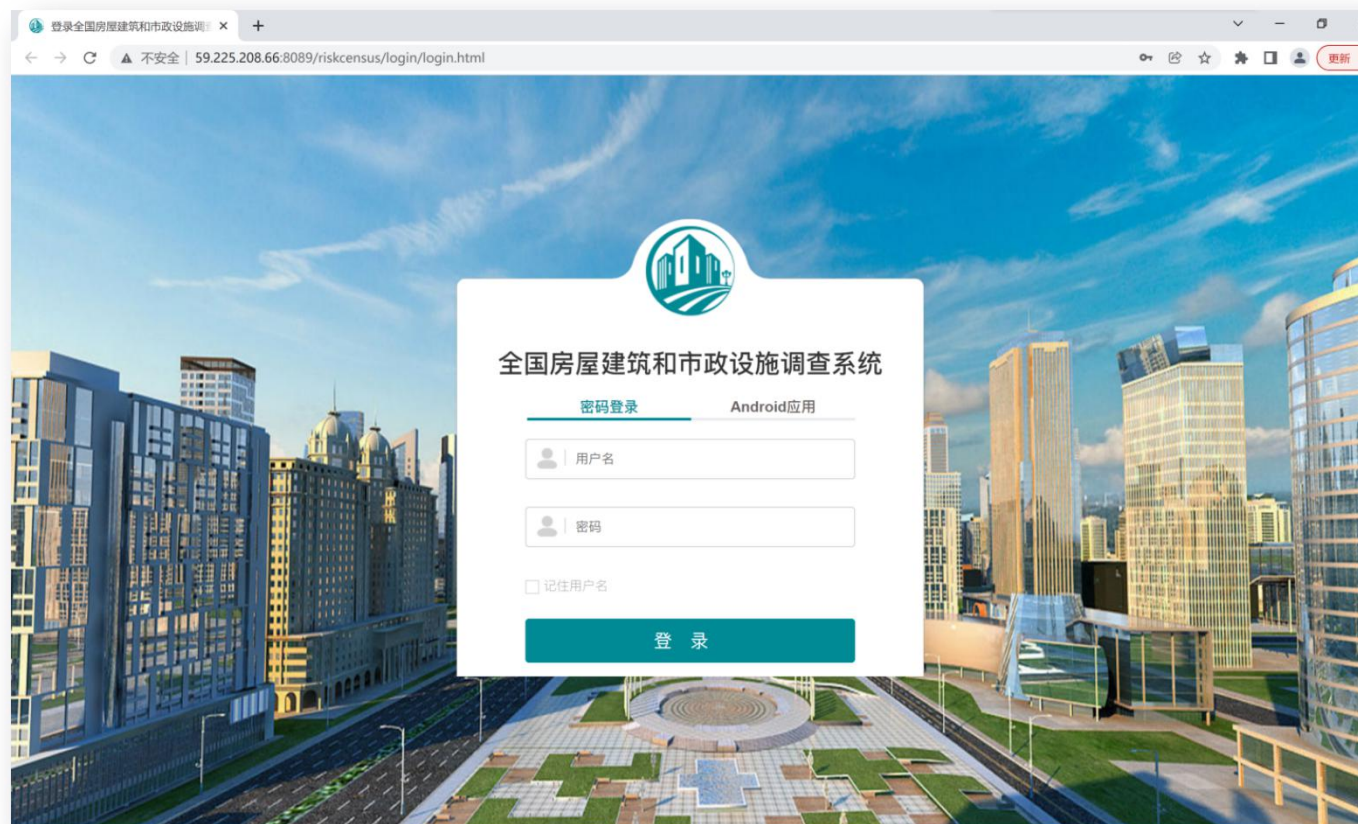 登录全国房屋建筑和市政设施调
不安全 | 59.225.208.66:8089/riskcensus/login/login.html
更新
全国房屋建筑和市政设施调查系统
密码登录 Android应用
用户名
密码
记住用户名
登 录